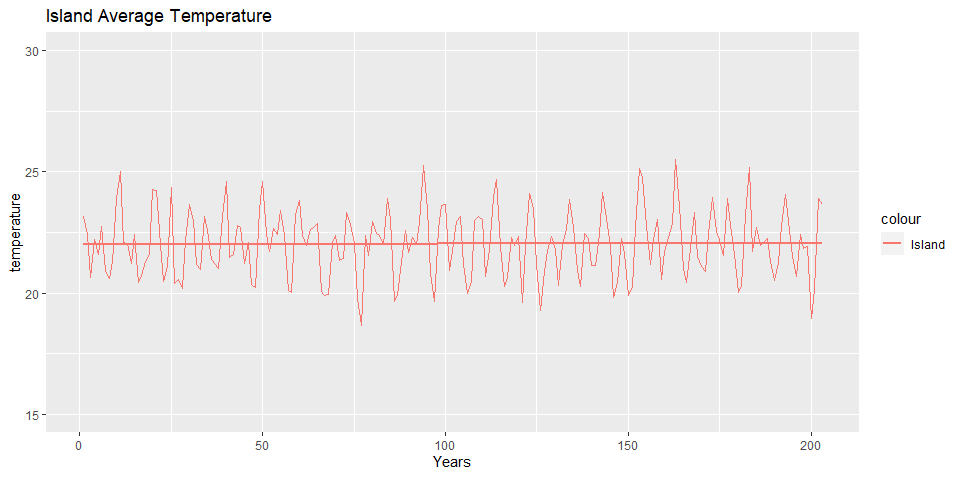 Island Average Temperature
30
25
20
15
temperature
0
50
100
150
200
Years
colour
Island